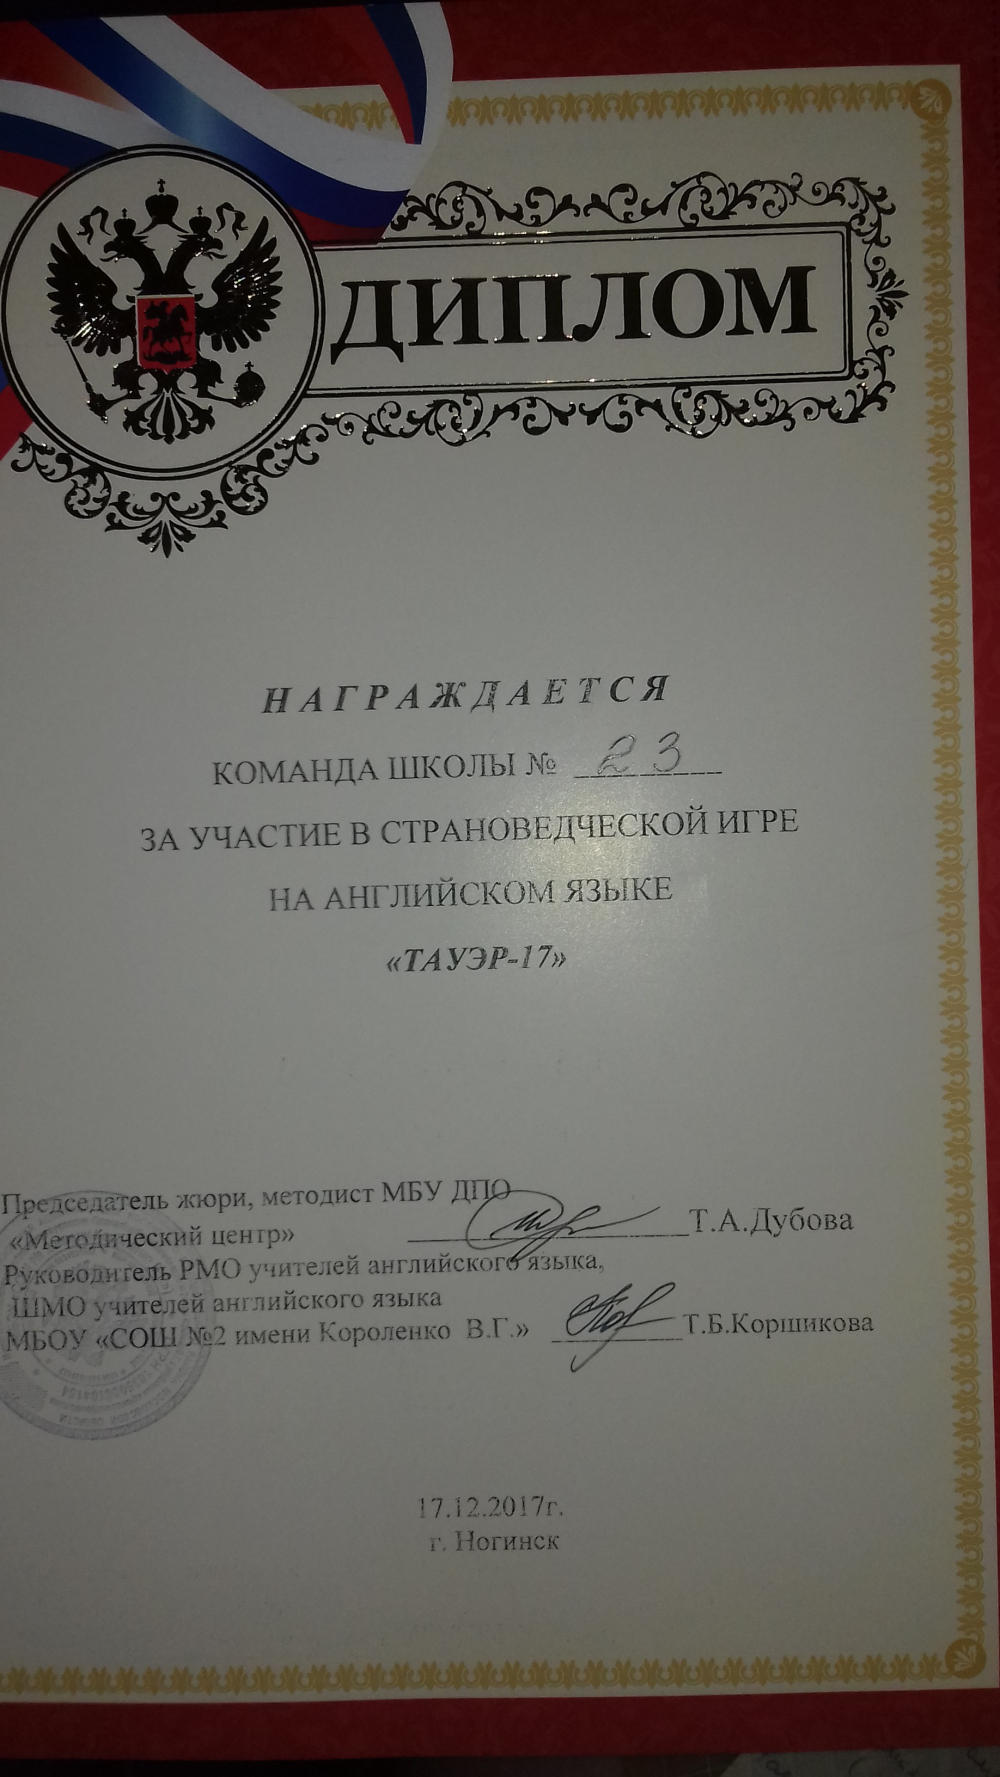 ДИПЛОМ
НАГРАЖДАЕТСЯ
КОМАНДА ШКОЛЫ № 23
ЗА УЧАСТИЕ В СТРАНОВЕДЧЕСКОЙ ИГРЕ
НА АНГЛИЙСКОМ ЯЗЫКЕ
«ТАУЭР-17»
Председатель жюри, методист МБУ ДПО
«Методический центр» Т.А.Дубова
Руководитель РМО учителей английского языка,
ШМО учителей английского языка
МБОУ «СОШ №2 имени Короленко В.Г.» Т.Б.Коршикова
17.12.2017г.
г. Ногинск